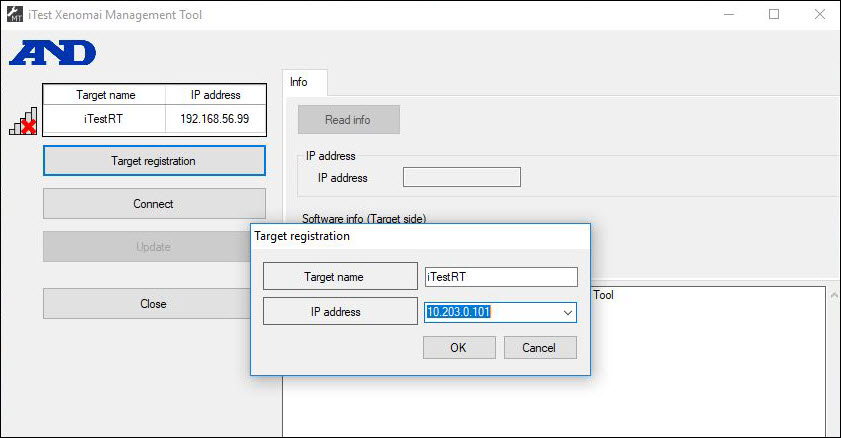 MT iTest Xenomai Management Tool
AND
Target name IP address
iTestRT 192.168.56.99
Target registration
Connect
Update
Close
Info
Read info
IP address
IP address
Software info (Target side)
Tool
Target registration
Target name iTestRT
IP address 10.203.0.101
OK Cancel